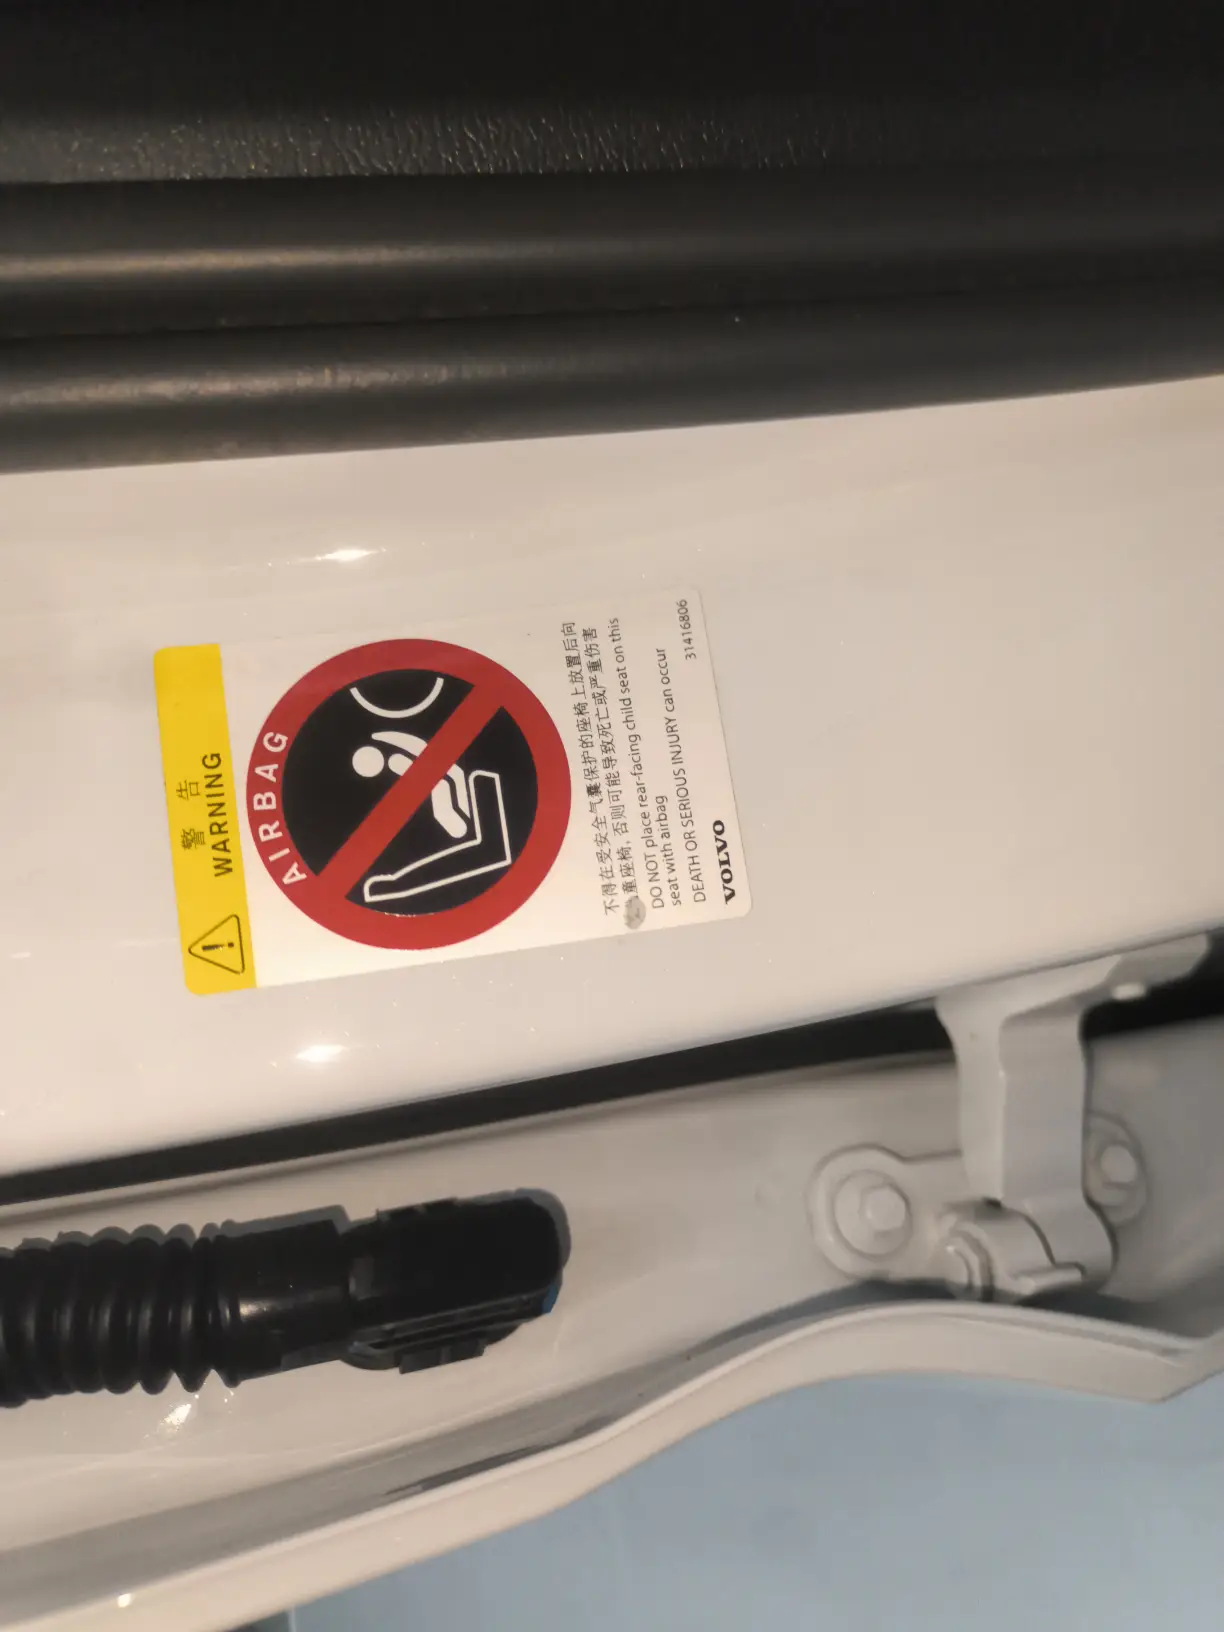 警 告
WARNING
AIRBAG
不得在受安全气囊保护的座椅上放置后向
童座椅，否则可能导致死亡或严重伤害
DO NOT place rear-facing child seat on this
seat with airbag
DEATH OR SERIOUS INJURY can occur
31416806
VOLVO